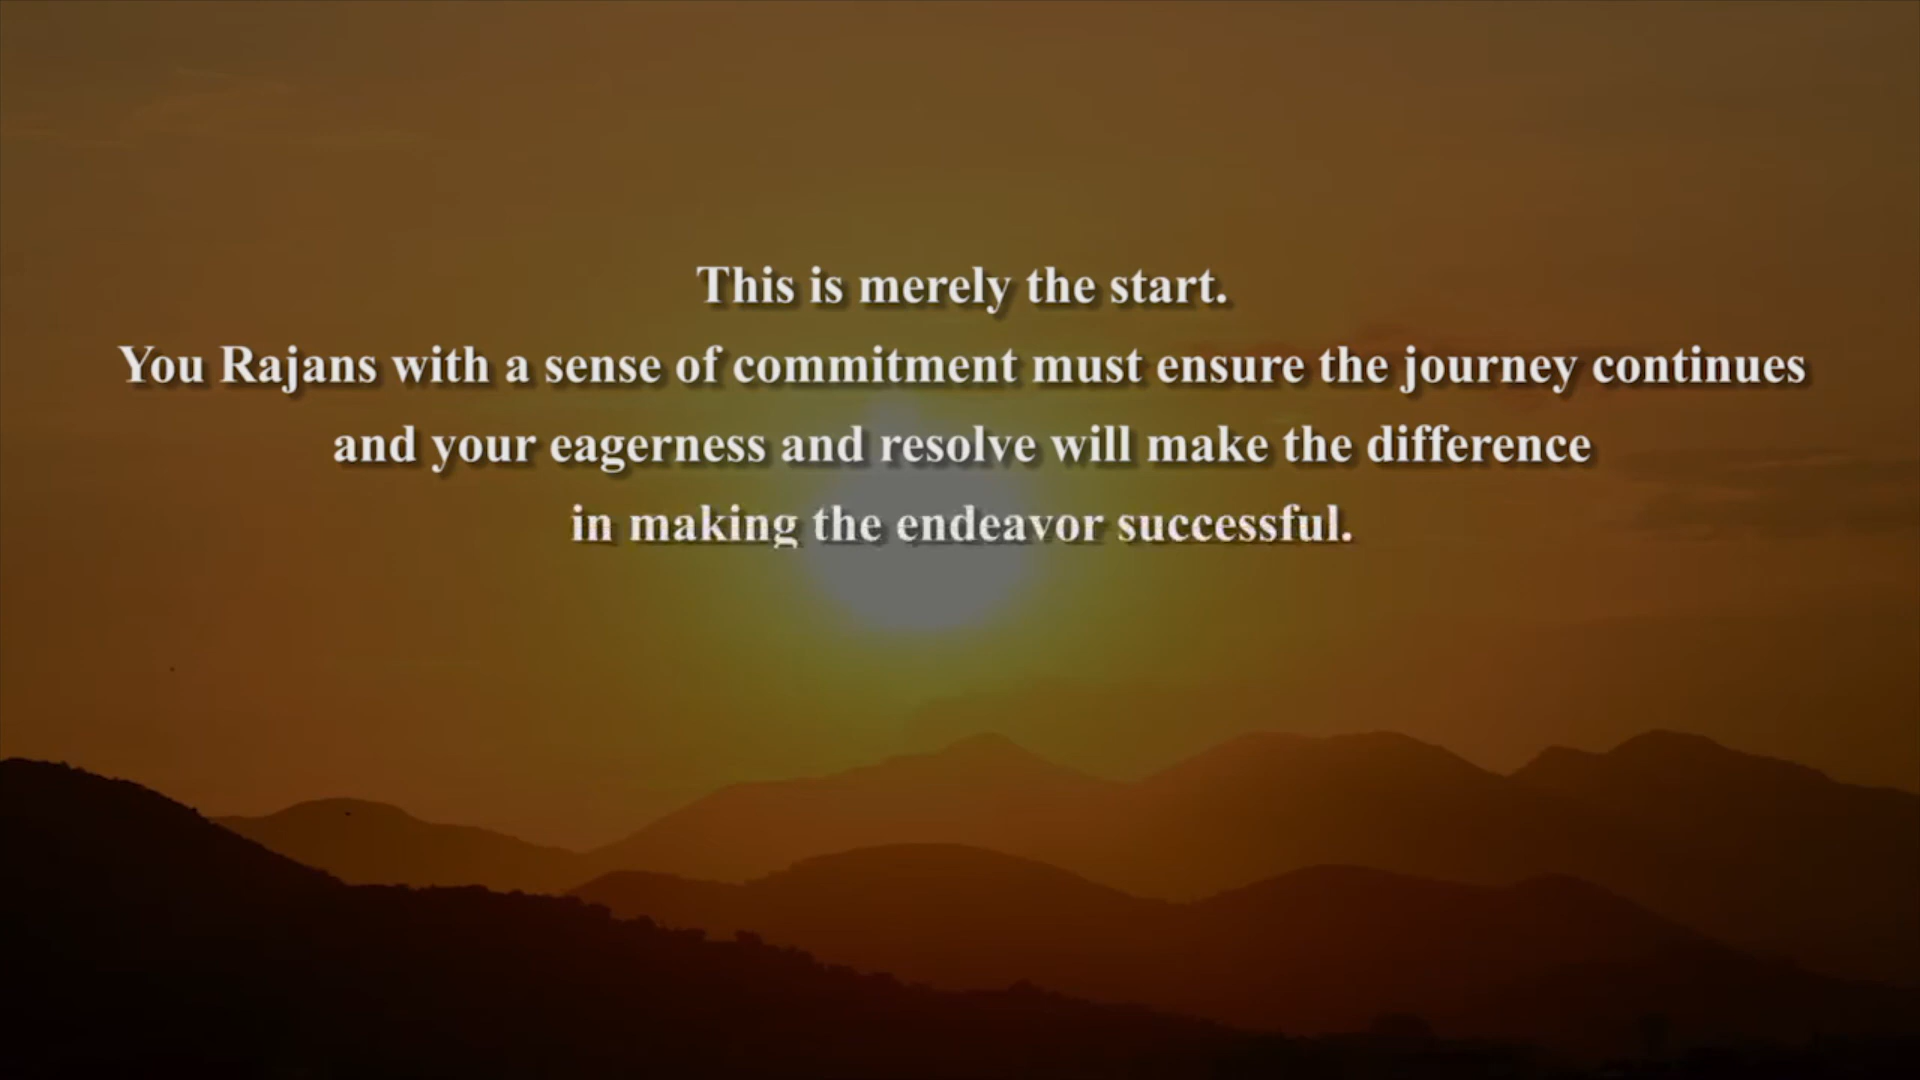 This is merely the start.
You Rajans with a sense of commitment must ensure the journey continues
and your eagerness and resolve will make the difference
in making the endeavor successful.